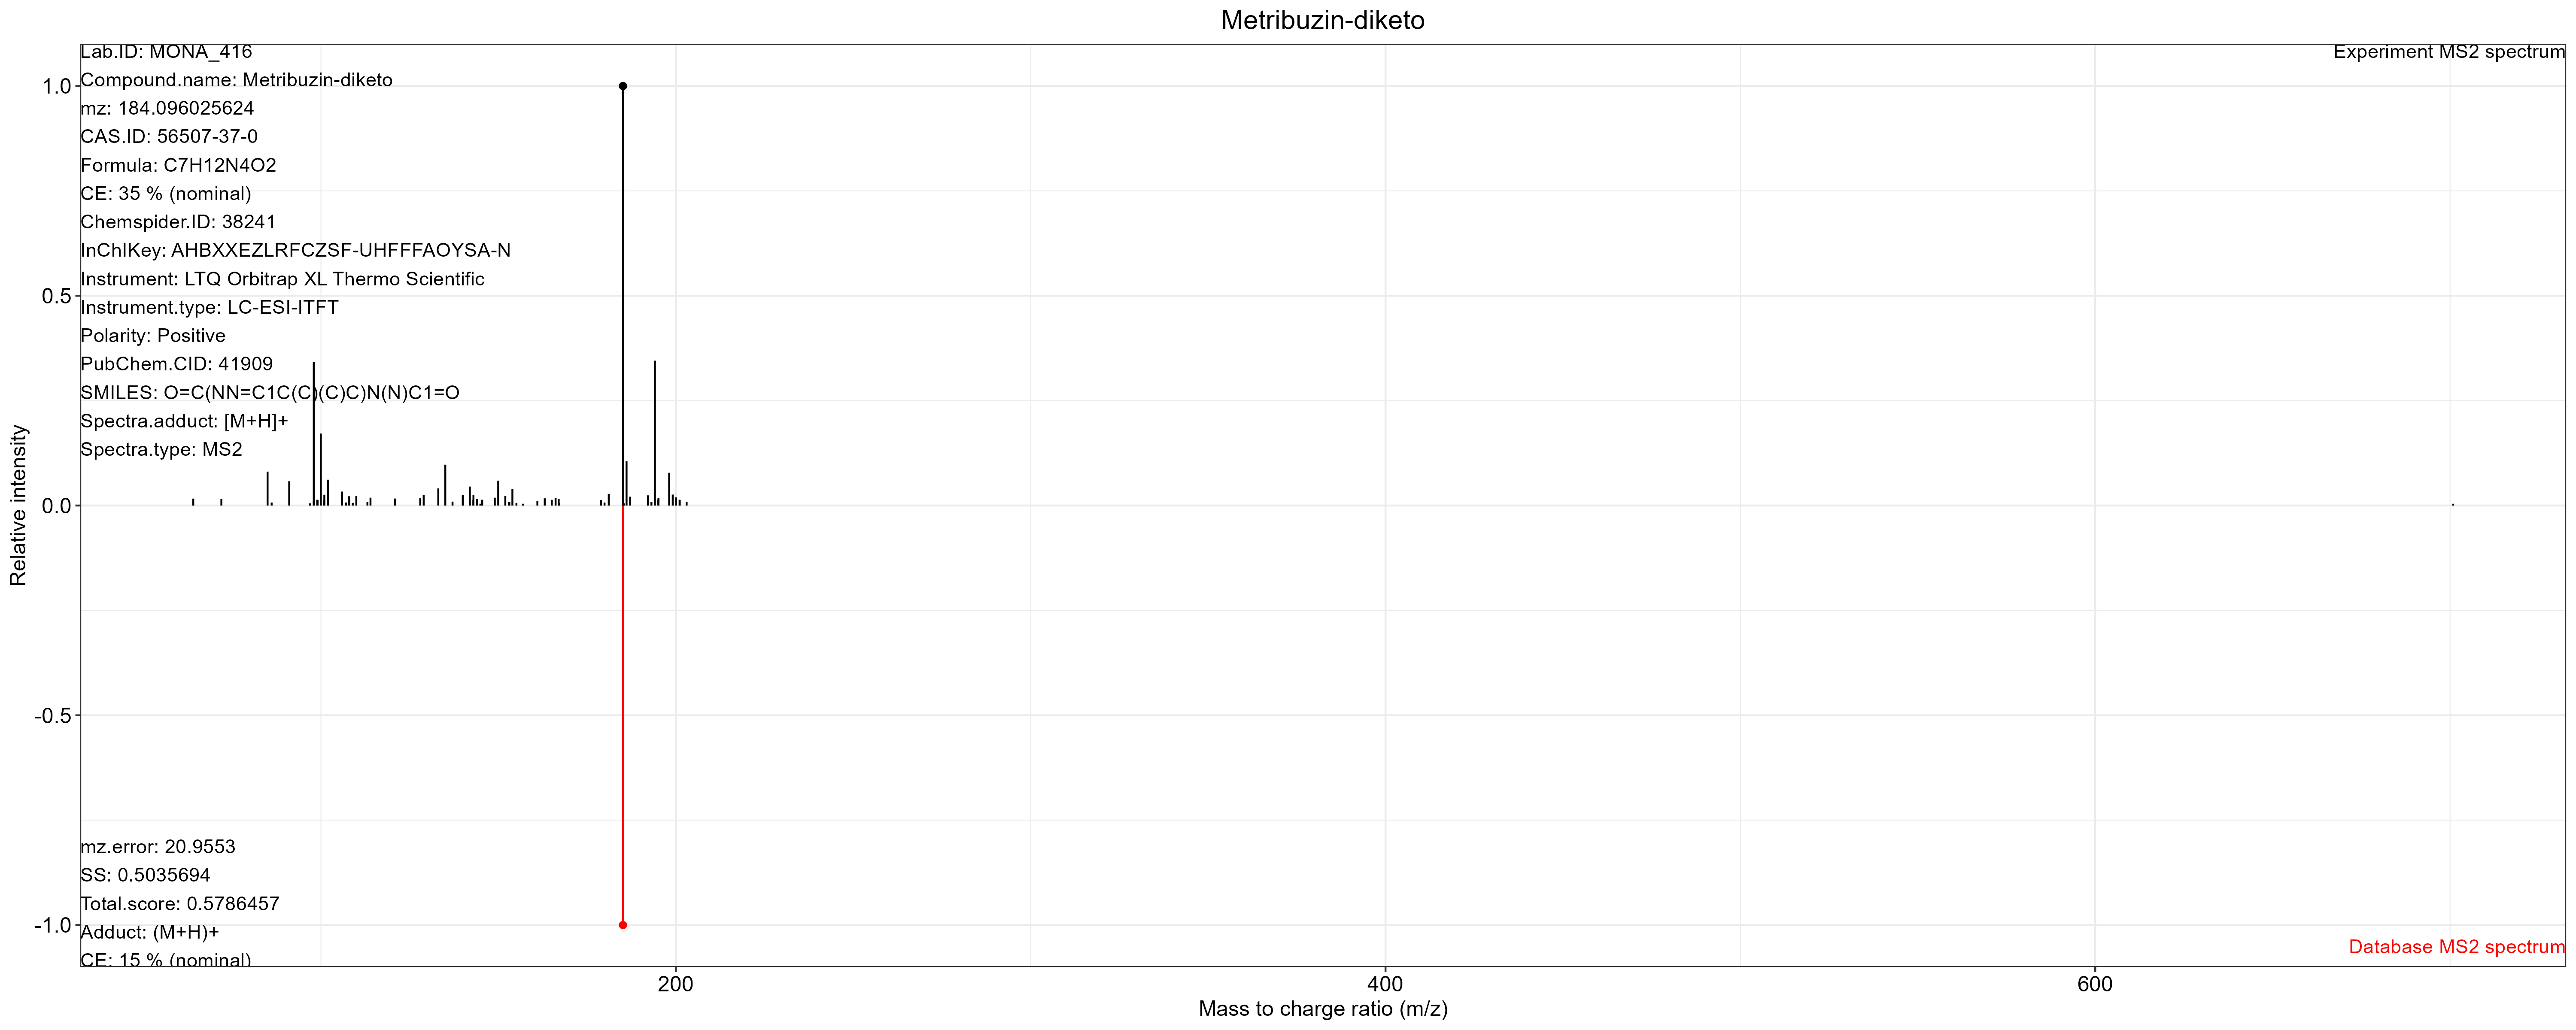 Metribuzin-diketo
Lab.ID: MONA_416
Experiment MS2 spectrum
Compound.name: Metribuzin-diketo
mz: 184.096025624
CAS.ID: 56507-37-0
Formula: C7H12N4O2
CE: 35 % (nominal)
Chemspider.ID: 38241
InChIKey: AHBXXEZLRFCZSF-UHFFFAOYSA-N
Instrument: LTQ Orbitrap XL Thermo Scientific
Instrument.type: LC-ESI-ITFT
Polarity: Positive
PubChem.CID: 41909
SMILES: O=C(NN=C1C(C)(C)C)N(N)C1=O
Spectra.adduct: [M+H]+
Spectra.type: MS2
mz.error: 20.9553
SS: 0.5035694
Total.score: 0.5786457
Adduct: (M+H)+
CE: 15 % (nominal)
Database MS2 spectrum
1.0
0.5
0.0
-0.5
-1.0
Relative intensity
200
400
600
Mass to charge ratio (m/z)